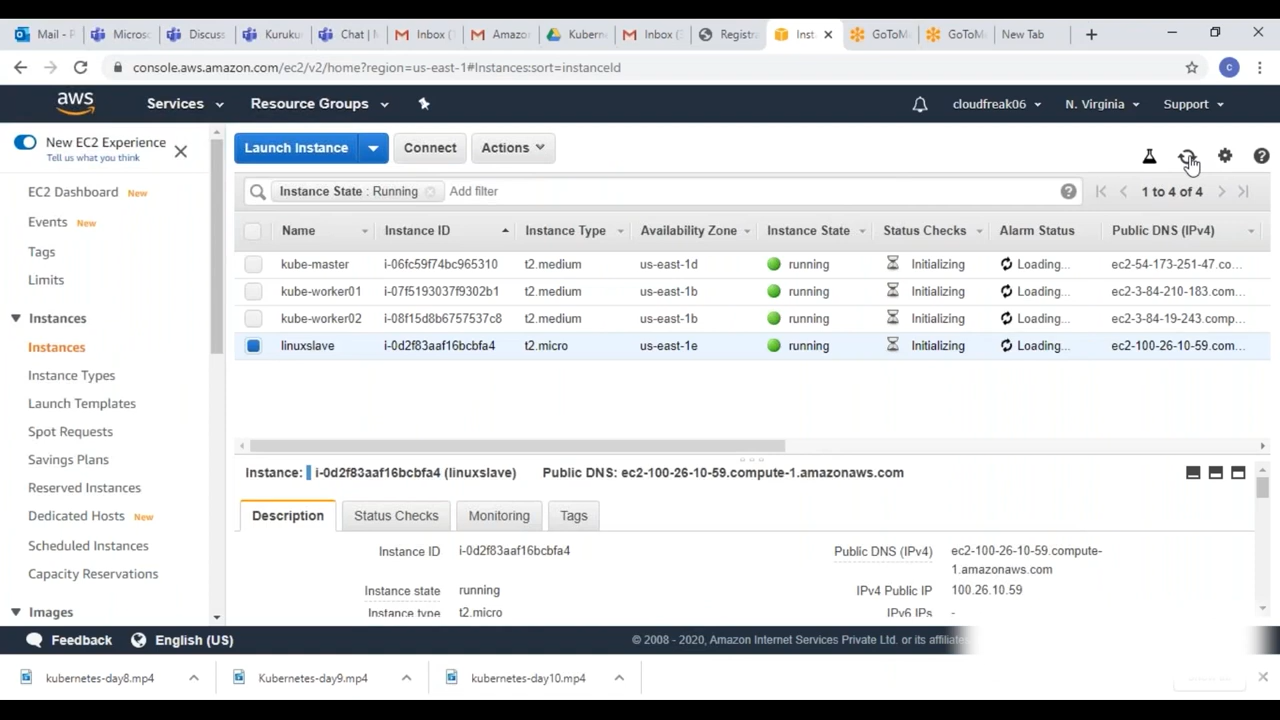 Mail - P Microso Discuss Kuruku Chat | M Inbox ( Amazon Kubern Inbox ( Registra Inst GoToMe GoToMe New Tab
console.aws.amazon.com/ec2/v2/home?region=us-east-1#Instances:sort=instanceId C
aws Services Resource Groups cloudfreak06 N. Virginia Support
New EC2 Experience
Tell us what you think
Launch Instance Connect Actions
EC2 Dashboard New
Events New
Tags
Limits
Instances
Instances
Instance Types
Launch Templates
Spot Requests
Savings Plans
Reserved Instances
Dedicated Hosts New
Scheduled Instances
Capacity Reservations
Images
Instance State : Running Add filter 1 to 4 of 4
Name Instance ID Instance Type Availability Zone Instance State Status Checks Alarm Status Public DNS (IPv4)
kube-master i-06fc59f74bc965310 t2.medium us-east-1d running Initializing Loading... ec2-54-173-251-47.co...
kube-worker01 i-07f5193037f9302b1 t2.medium us-east-1b running Initializing Loading... ec2-3-84-210-183.com...
kube-worker02 i-08f15d8b6757537c8 t2.medium us-east-1b running Initializing Loading... ec2-3-84-19-243.comp...
linuxslave i-0d2f83aaf16bcbfa4 t2.micro us-east-1e running Initializing Loading... ec2-100-26-10-59.com...
Instance: i-0d2f83aaf16bcbfa4 (linuxslave) Public DNS: ec2-100-26-10-59.compute-1.amazonaws.com
Description Status Checks Monitoring Tags
Instance ID i-0d2f83aaf16bcbfa4 Public DNS (IPv4) ec2-100-26-10-59.compute-
1.amazonaws.com
Instance state running IPv4 Public IP 100.26.10.59
Instance type t2.micro IPv6 IPs -
Feedback English (US) © 2008 - 2020, Amazon Internet Services Private Ltd. or its affiliate
kubernetes-day8.mp4 Kubernetes-day9.mp4 kubernetes-day10.mp4